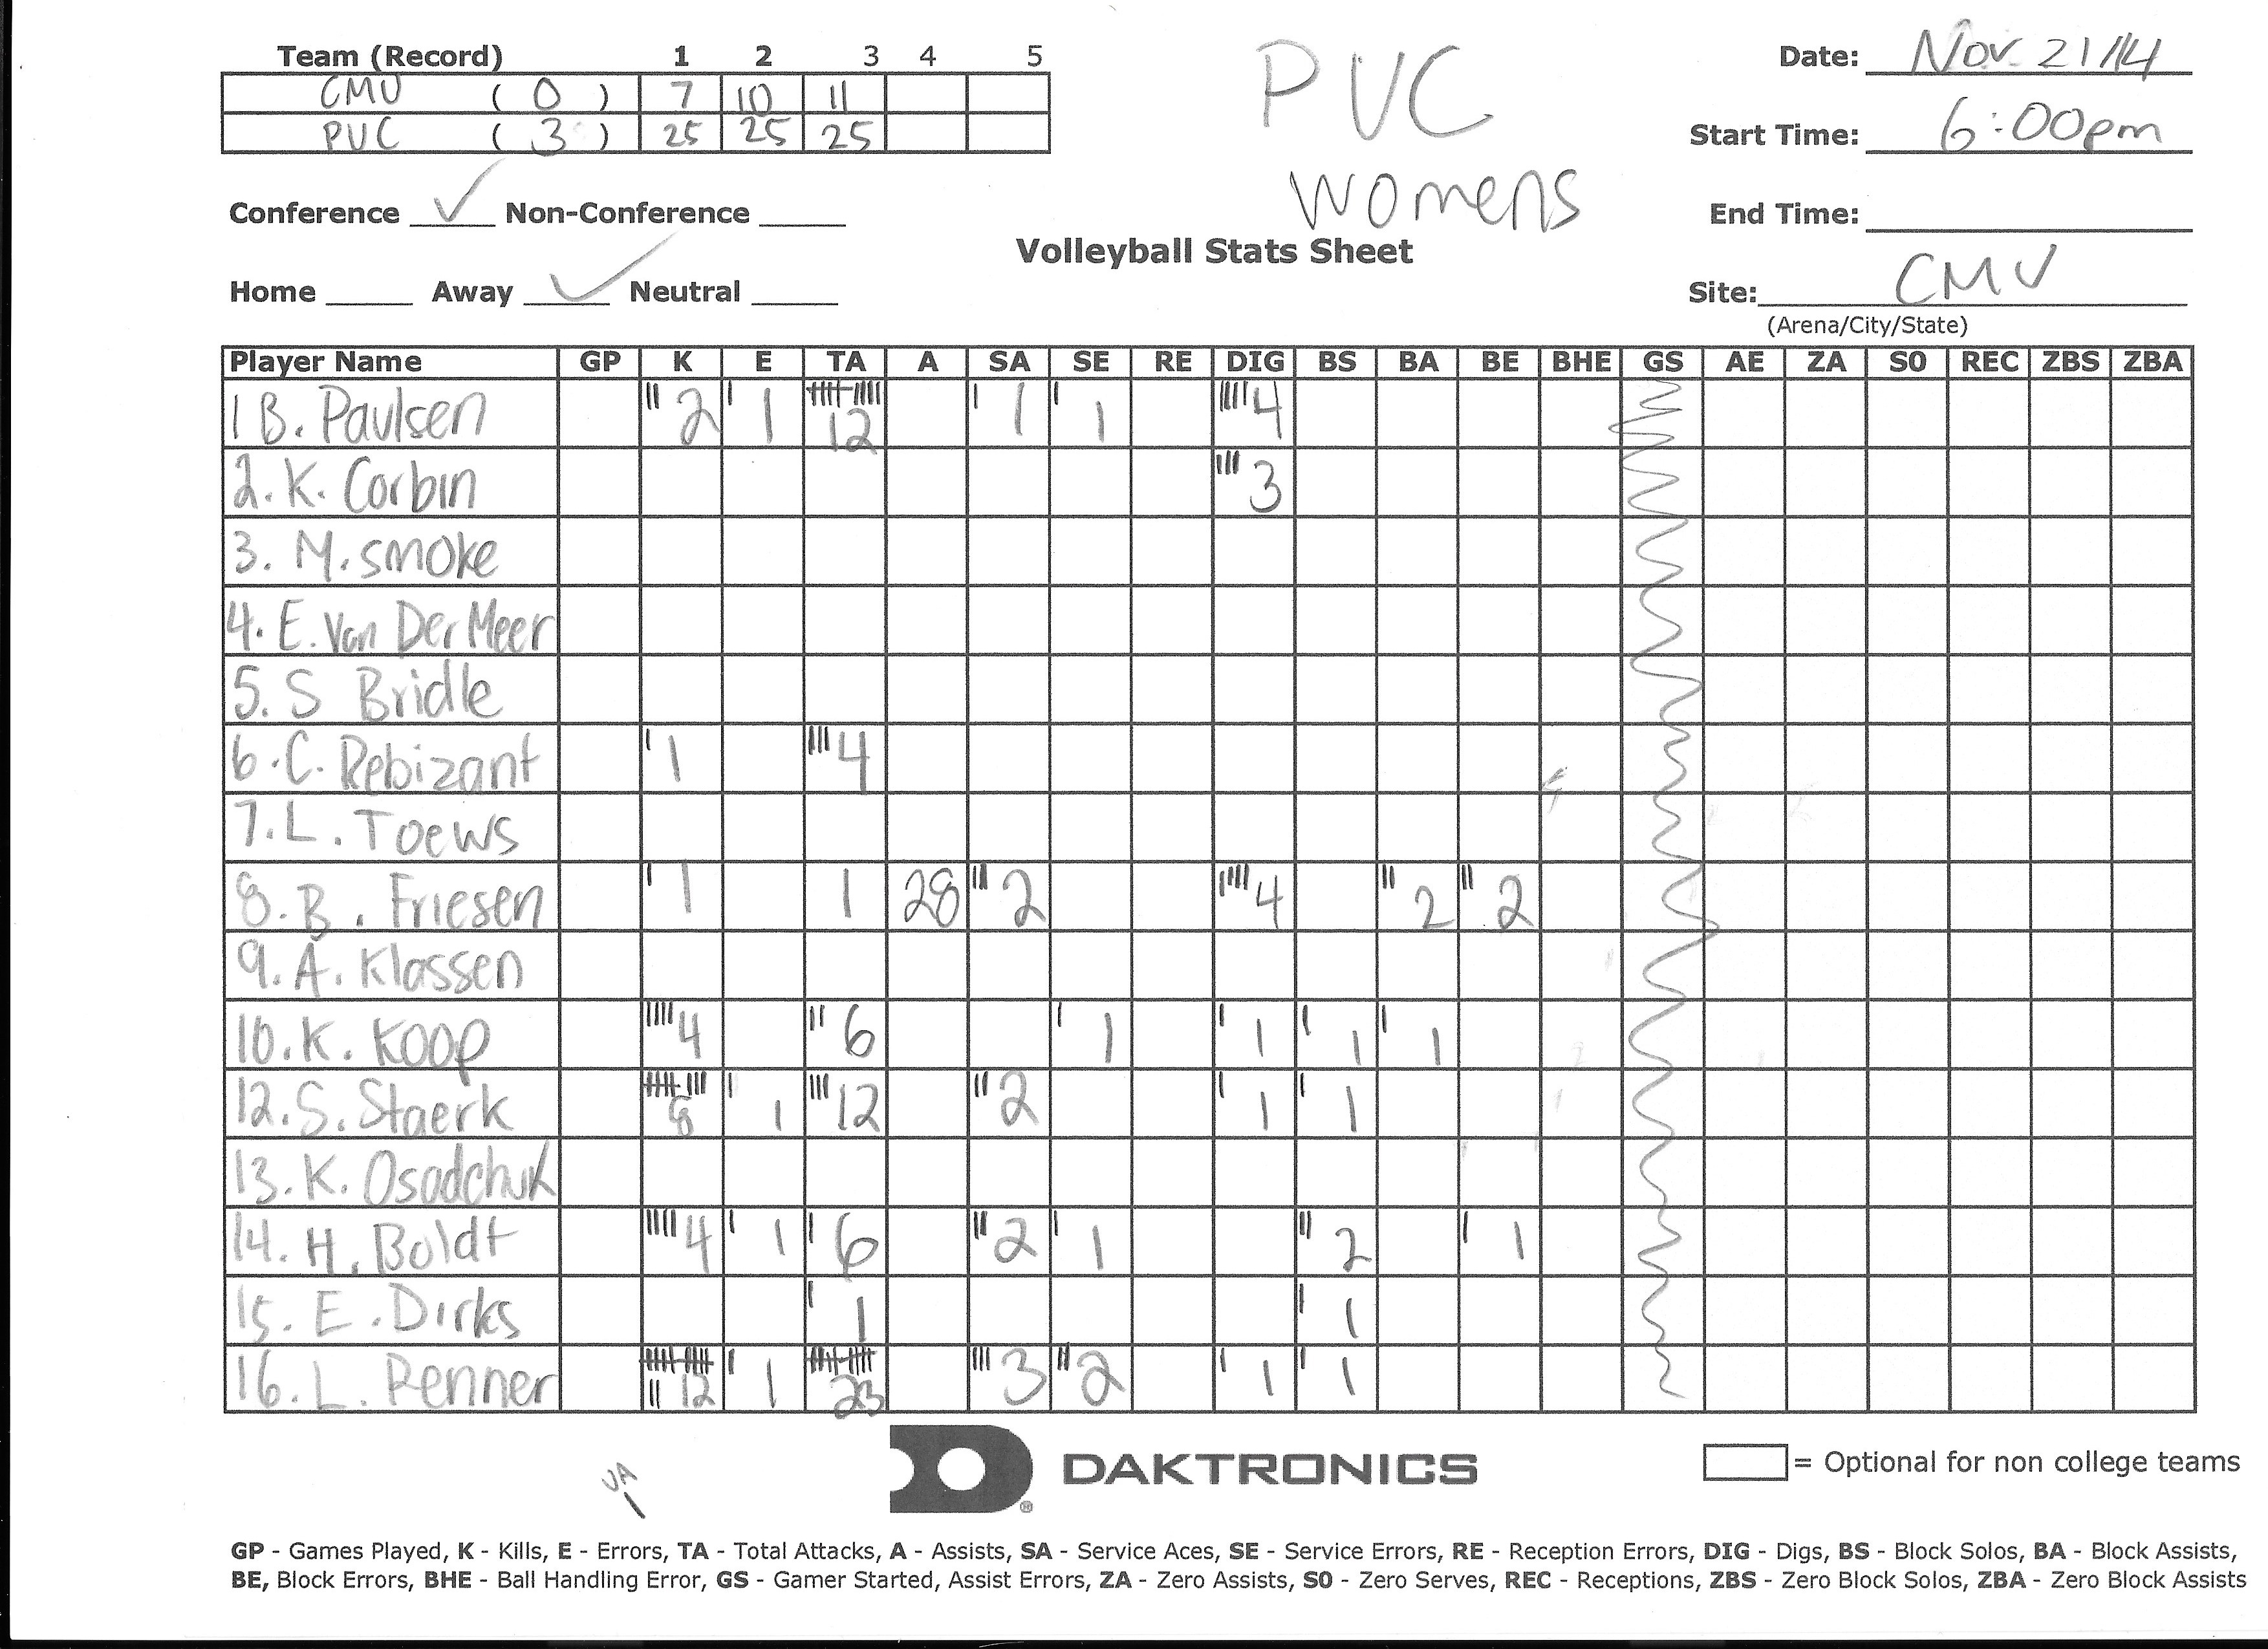 Team (Record) 1 2 3 4 5
CMU ( 0 ) 7 10 11
PVC ( 3 ) 25 25 25
PVC
Womens
Date: Nov. 21/14
Start Time: 6:00pm
End Time:
Site: CMU
(Arena/City/State)
Conference ✓ Non-Conference
Home Away ✓ Neutral
Volleyball Stats Sheet
Player Name GP K E TA A SA SE RE DIG BS BA BE BHE GS AE ZA S0 REC ZBS ZBA
1 B. Paulsen 2 1 12 1 1 4
2. K. Corbin 3
3. M. Smoke
4. E. Van Der Meer
5. S Bridle
6. C. Rebizant 1 4
7. L. Toews
8. B. Friesen 1 1 28 2 4 2 2
9. A. Klassen
10. K. Koop 4 6 1 1 1 1
12. S. Staerk 8 1 12 2 1 1
13. K. Osadchuk
14. H. Boldt 4 1 6 2 1 2 1
15. E. Dirks 1 1
16. L. Penner 12 1 23 3 2 1 1
DAKTRONICS
= Optional for non college teams
GP - Games Played, K - Kills, E - Errors, TA - Total Attacks, A - Assists, SA - Service Aces, SE - Service Errors, RE - Reception Errors, DIG - Digs, BS - Block Solos, BA - Block Assists,
BE, Block Errors, BHE - Ball Handling Error, GS - Gamer Started, Assist Errors, ZA - Zero Assists, S0 - Zero Serves, REC - Receptions, ZBS - Zero Block Solos, ZBA - Zero Block Assists